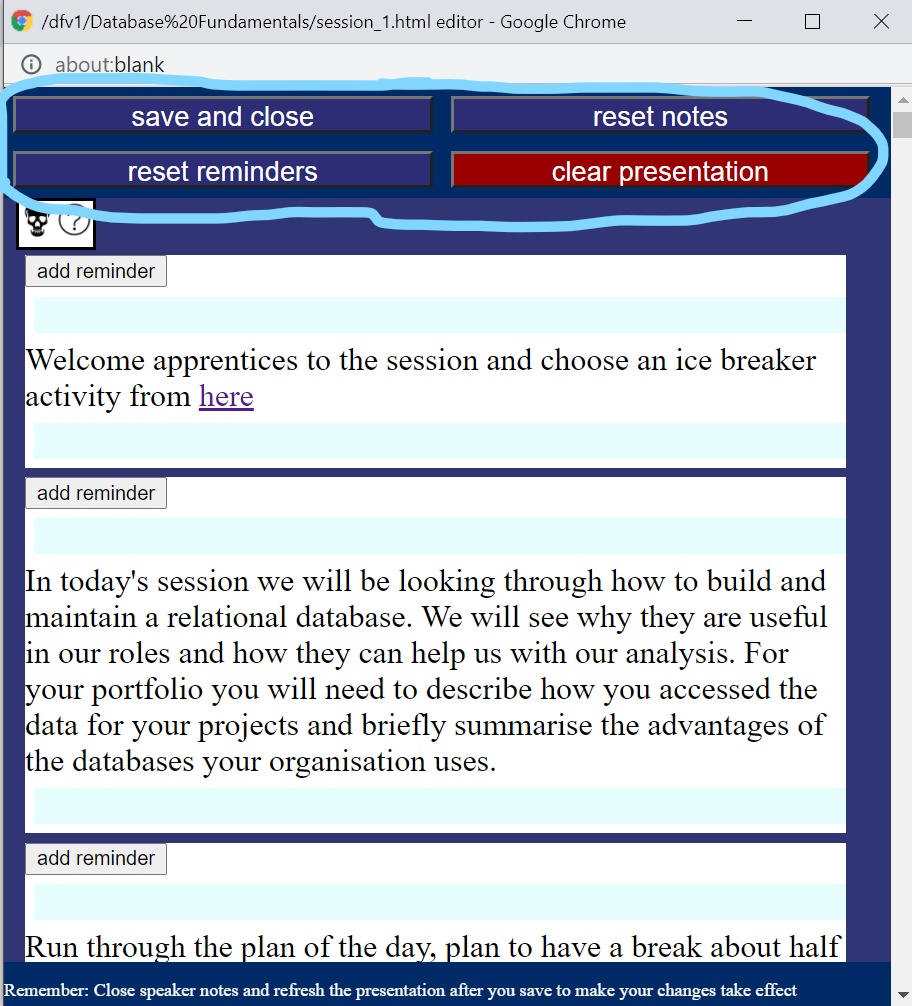 /dfv1/Database%20Fundamentals/session_1.html editor - Google Chrome
about:blank
save and close
reset notes
reset reminders
clear presentation
?
add reminder
Welcome apprentices to the session and choose an ice breaker
activity from here
add reminder
In today's session we will be looking through how to build and
maintain a relational database. We will see why they are useful
in our roles and how they can help us with our analysis. For
your portfolio you will need to describe how you accessed the
data for your projects and briefly summarise the advantages of
the databases your organisation uses.
add reminder
Run through the plan of the day, plan to have a break about half
Remember: Close speaker notes and refresh the presentation after you save to make your changes take effect